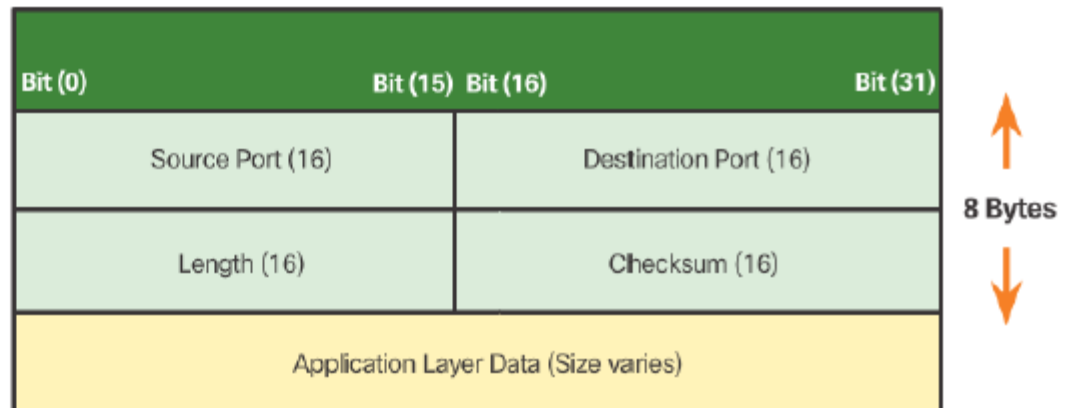 Bit (0) Bit (15) Bit (16) Bit (31)
Source Port (16) Destination Port (16)
8 Bytes
Length (16) Checksum (16)
Application Layer Data (Size varies)